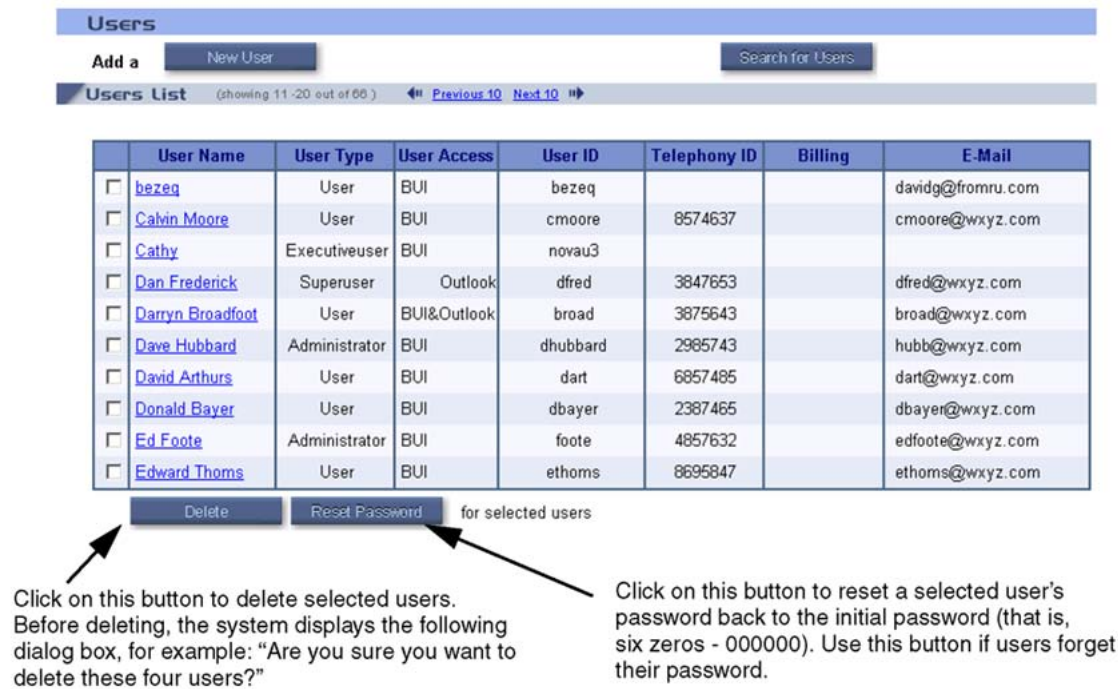 Users
Add a New User Search for Users
Users List (showing 11 -20 out of 66 ) Previous 10 Next 10
User Name User Type User Access User ID Telephony ID Billing E-Mail
bezeq User BUI bezeq davidg@fromru.com
Calvin Moore User BUI cmoore 8574637 cmoore@wxyz.com
Cathy Executiveuser BUI novau3
Dan Frederick Superuser Outlook dfred 3847653 dfred@wxyz.com
Darryn Broadfoot User BUI&Outlook broad 3875643 broad@wxyz.com
Dave Hubbard Administrator BUI dhubbard 2985743 hubb@wxyz.com
David Arthurs User BUI dart 6857485 dart@wxyz.com
Donald Bayer User BUI dbayer 2387465 dbayer@wxyz.com
Ed Foote Administrator BUI foote 4857632 edfoote@wxyz.com
Edward Thoms User BUI ethoms 8695847 ethoms@wxyz.com
Delete Reset Password for selected users
Click on this button to delete selected users.
Before deleting, the system displays the following
dialog box, for example: “Are you sure you want to
delete these four users?”
Click on this button to reset a selected user’s
password back to the initial password (that is,
six zeros - 000000). Use this button if users forget
their password.